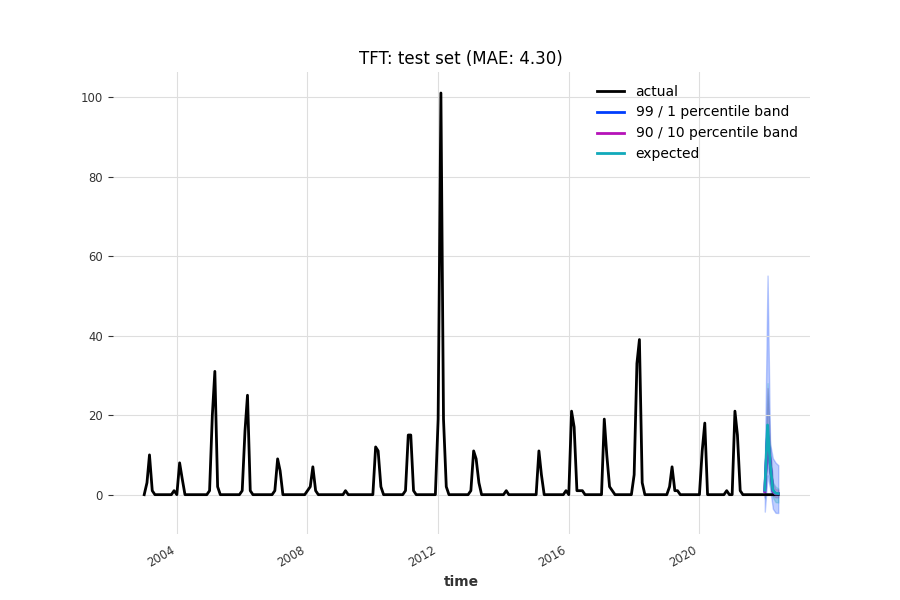 TFT: test set (MAE: 4.30)
actual
99 / 1 percentile band
90 / 10 percentile band
expected
100
80
60
40
20
0
2004
2008
2012
2016
2020
time